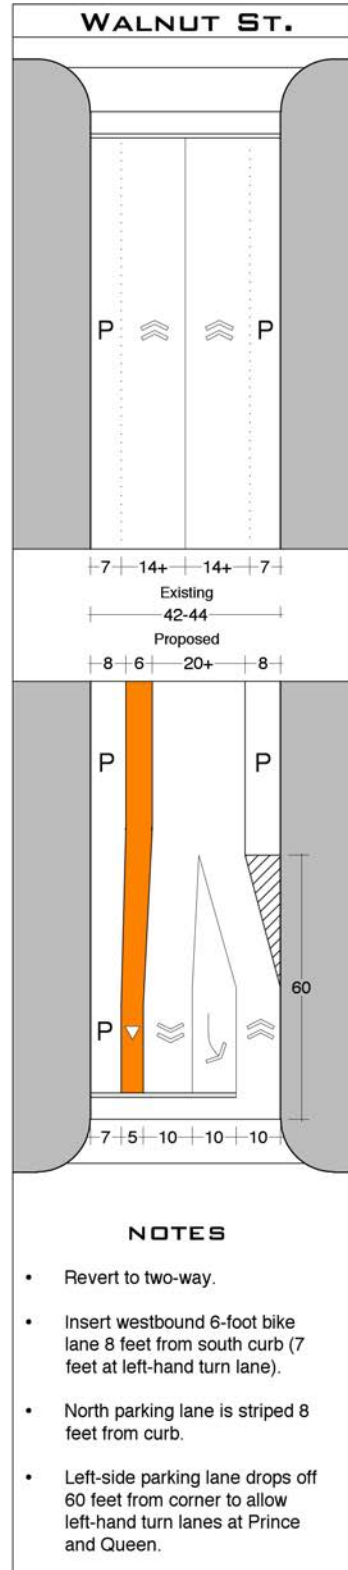 WALNUT ST.
P P
7 14+ 14+ 7
Existing
42-44
Proposed
8 6 20+ 8
P P
60
P
7 5 10 10 10
NOTES
• Revert to two-way.
• Insert westbound 6-foot bike
lane 8 feet from south curb (7
feet at left-hand turn lane).
• North parking lane is striped 8
feet from curb.
• Left-side parking lane drops off
60 feet from corner to allow
left-hand turn lanes at Prince
and Queen.